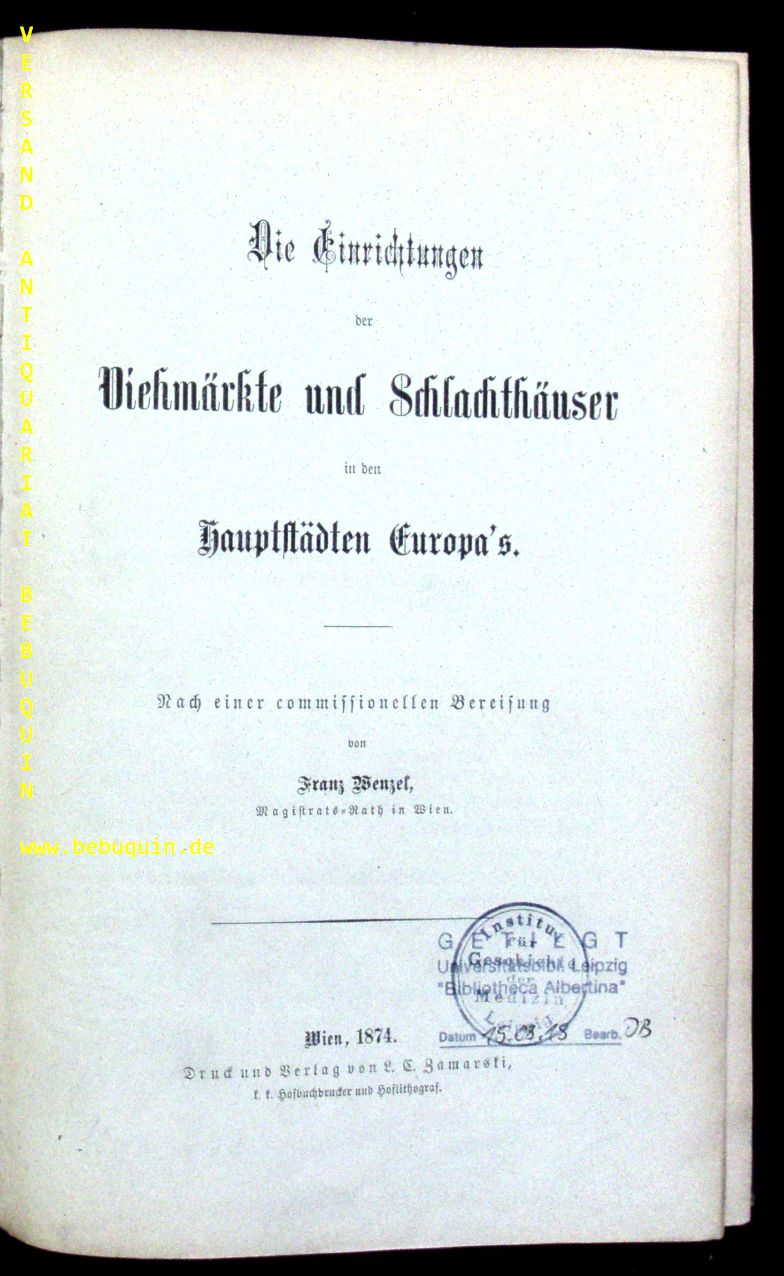 Die Einrichtungen
der
Viehmärkte und Schlachthäuser
in den
Hauptstädten Europa's.
Nach einer commissionellen Bereisung
von
Franz Wenzel,
Magistrats-Rath in Wien.
Institut
für
Geschichte
der
Medizin
Leipzig
GETILGT
Universitätsbibl. Leipzig
"Bibliotheca Albertina"
Datum 15.03.18 Bearb. DB
Wien, 1874.
Druck und Verlag von L. C. Zamarski,
k. k. Hofbuchdrucker und Hoflithograf.
VERSAND ANTIQUARIAT BEBUQUIN
www.bebuquin.de